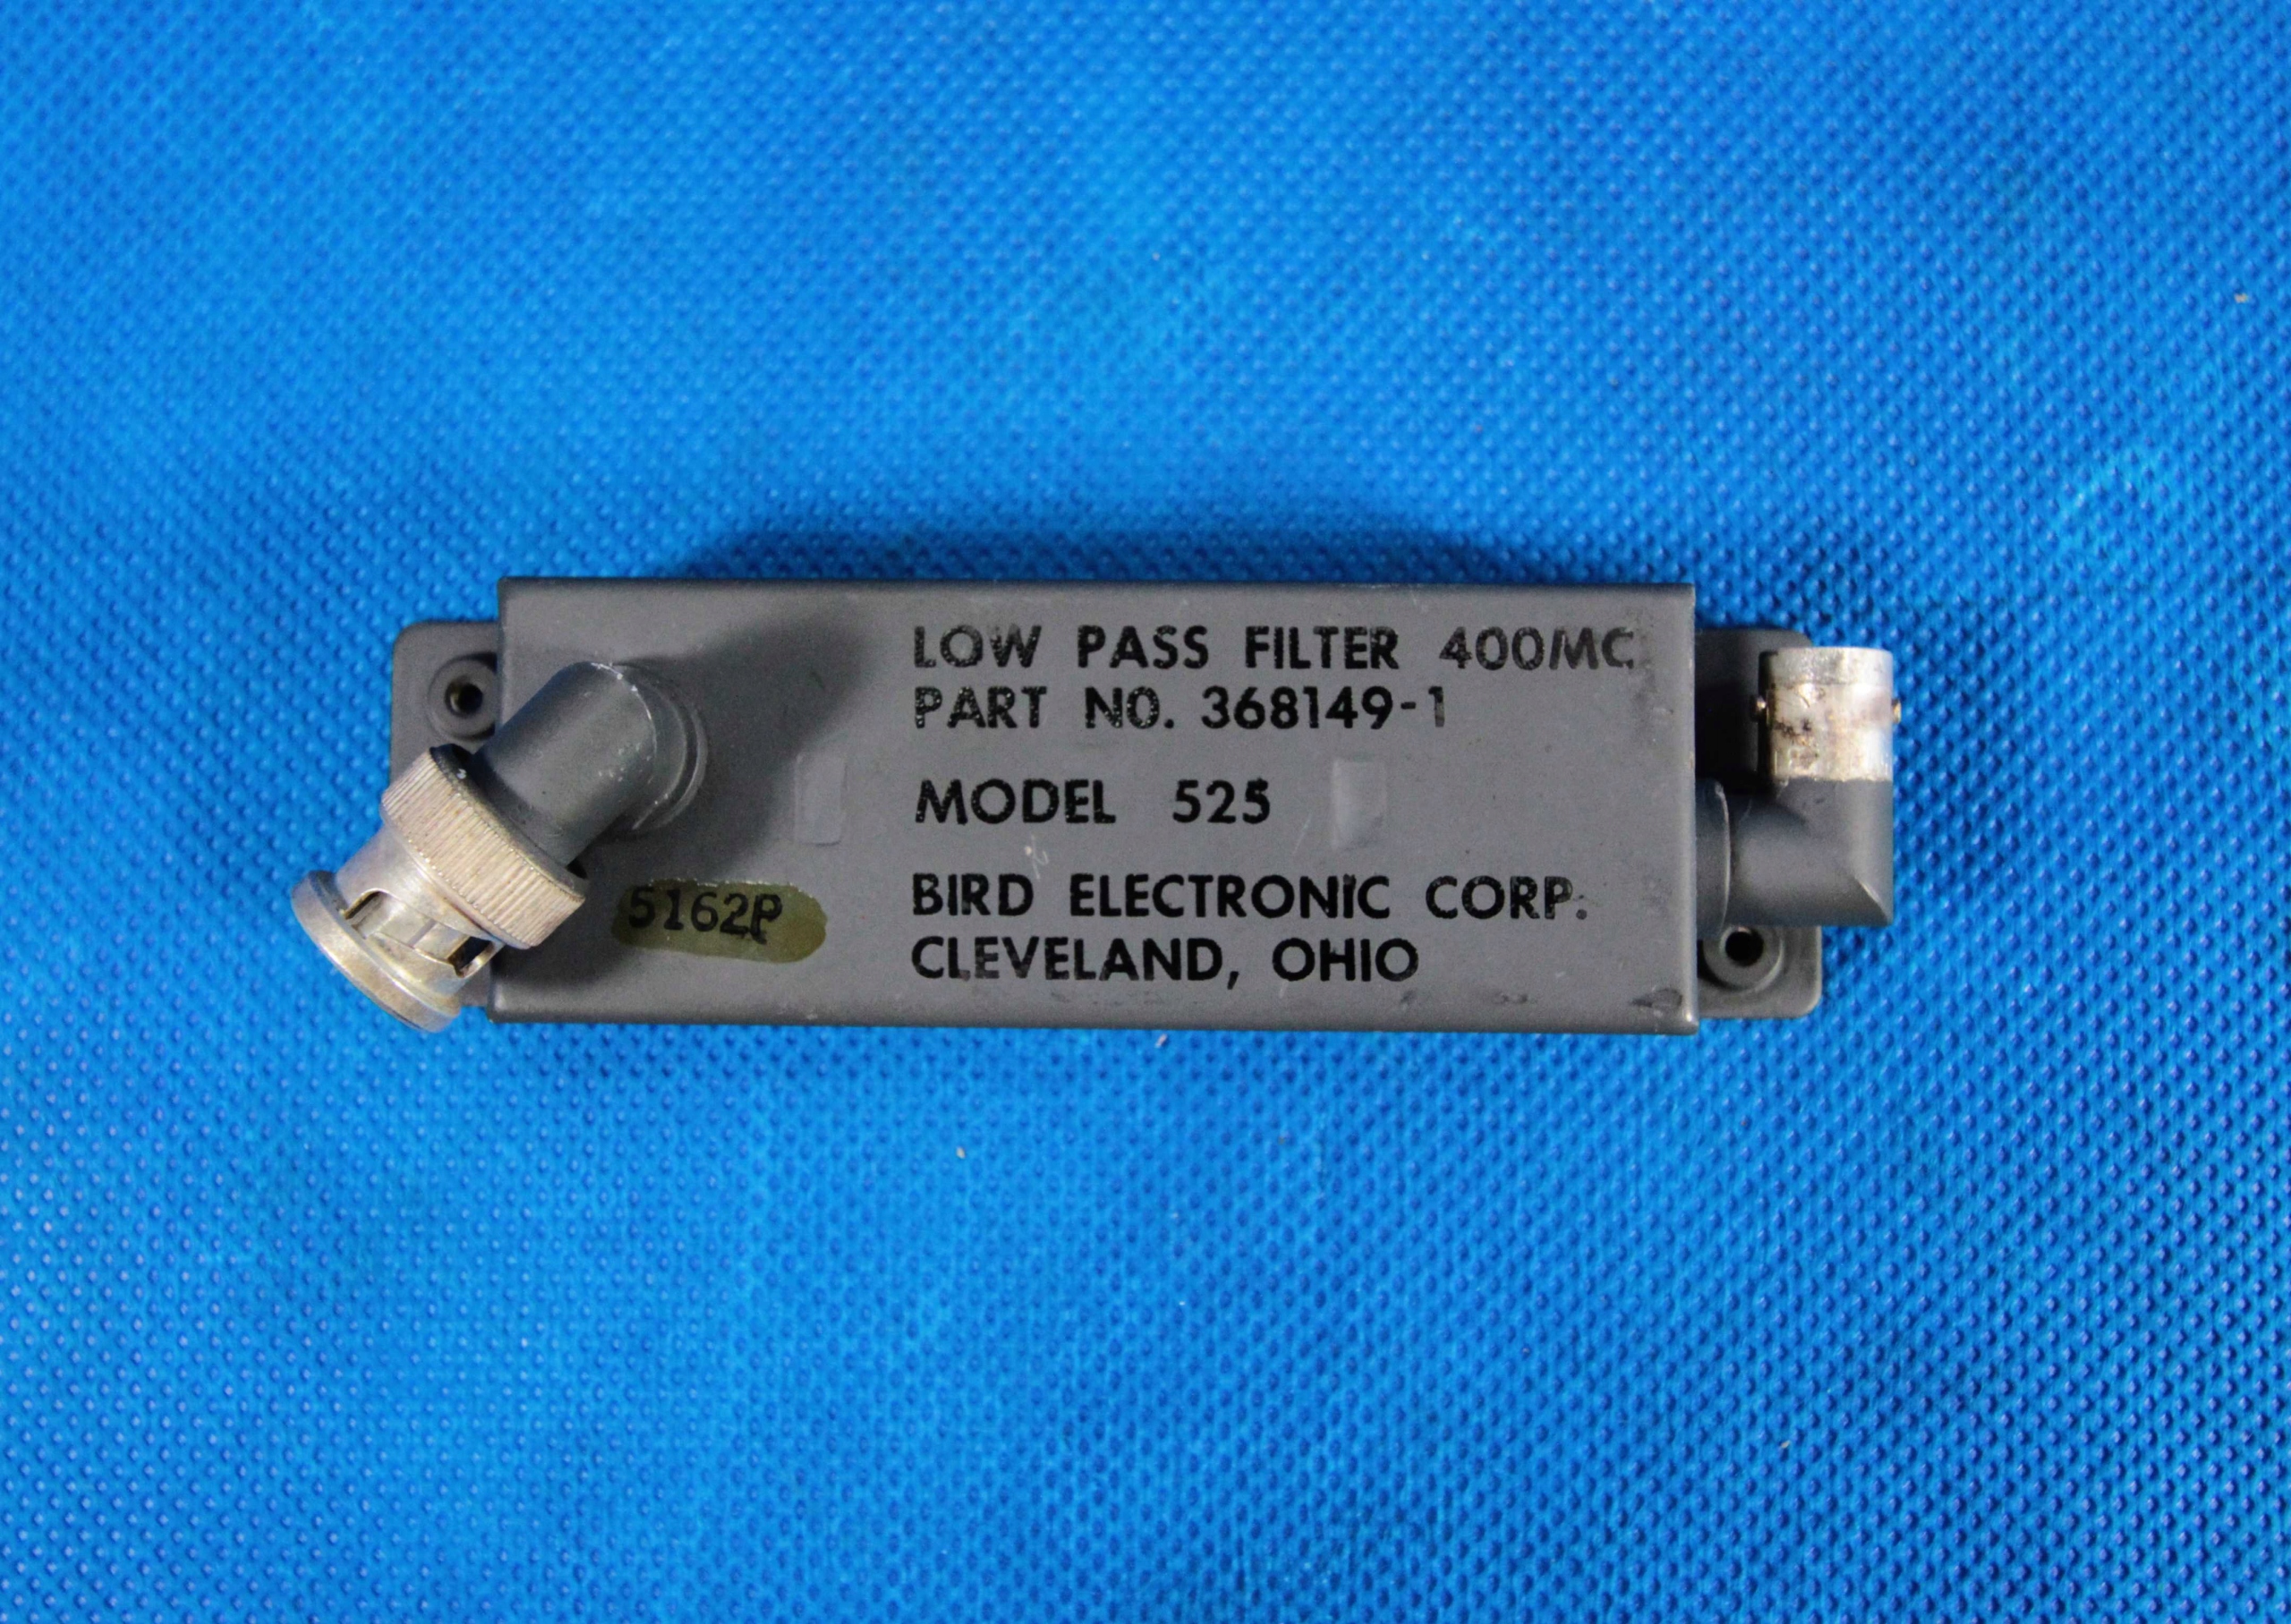 LOW PASS FILTER 400MC
PART NO. 368149-1
MODEL 525
5162P
BIRD ELECTRONIC CORP.
CLEVELAND, OHIO